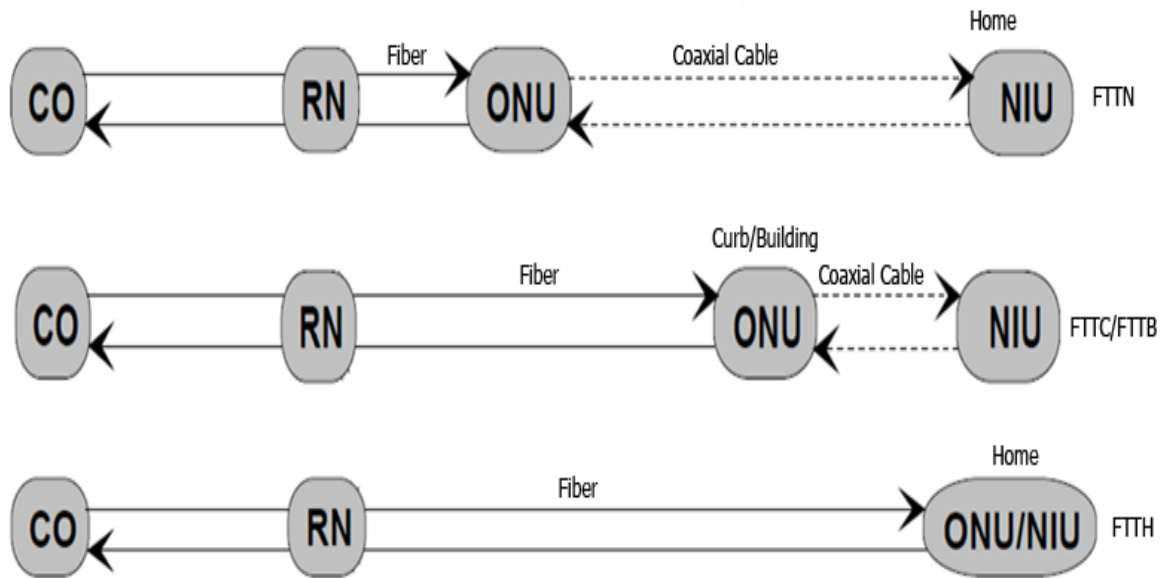 Home
Fiber
Coaxial Cable
CO
RN
ONU
NIU
FTTN
Curb/Building
Fiber
Coaxial Cable
CO
RN
ONU
NIU
FTTC/FTTB
Home
Fiber
CO
RN
ONU/NIU
FTTH